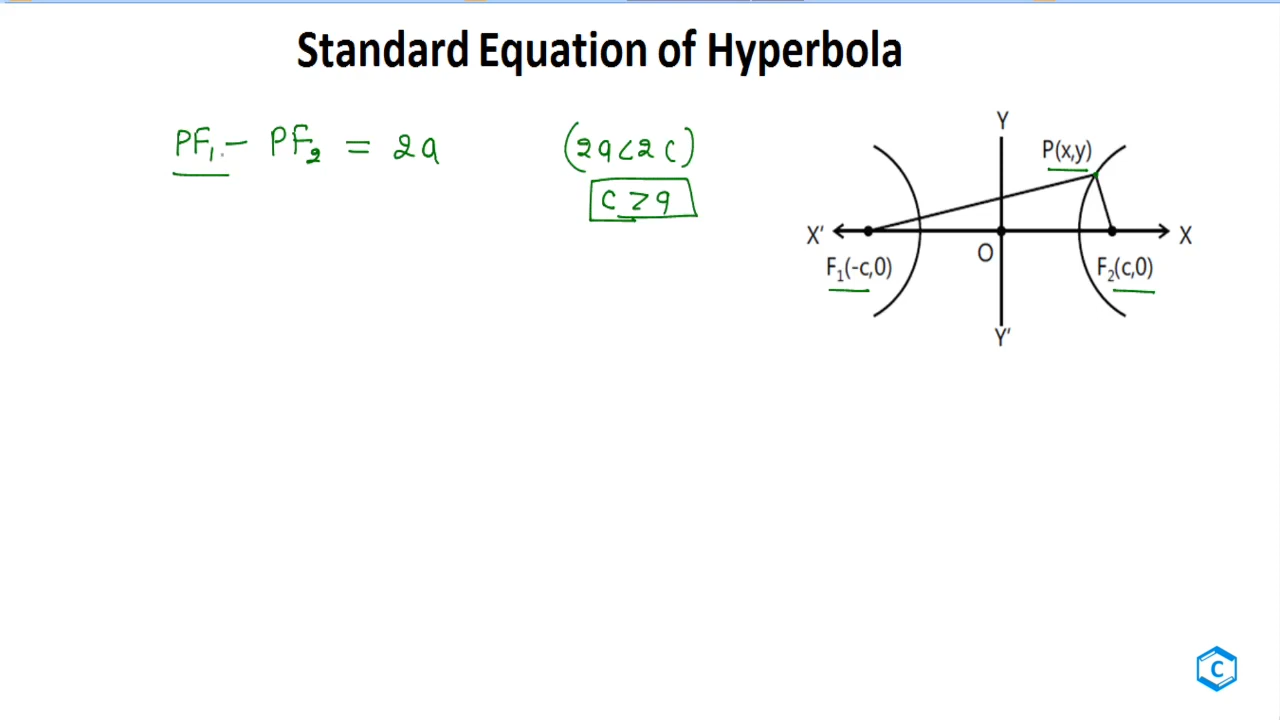 Standard Equation of Hyperbola
PF₁ - PF₂ = 2a
(2a<2c)
c ≥ a
Y
P(x,y)
X'
O
X
F₁(-c,0)
F₂(c,0)
Y'
C